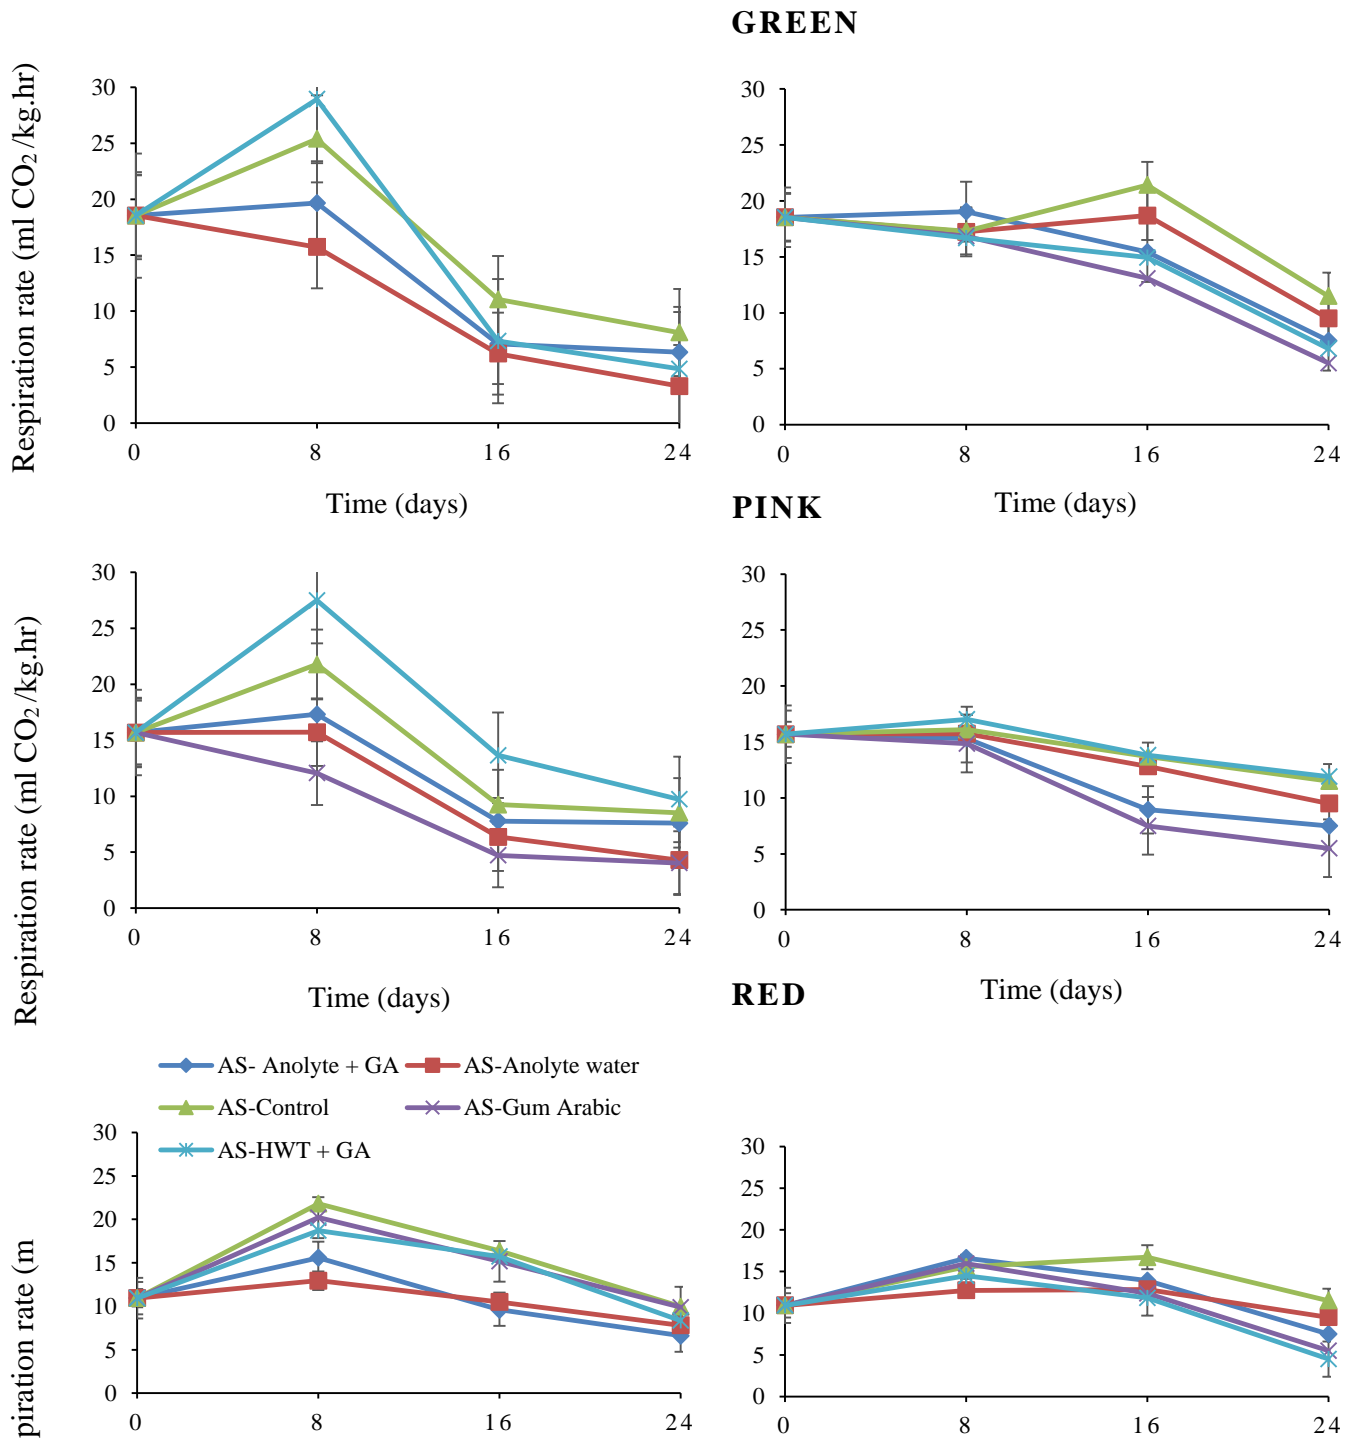 GREEN
Respiration rate (ml CO₂ /kg.hr)
30
25
20
15
10
5
0
0 8 16 24
Time (days)
30
25
20
15
10
5
0
0 8 16 24
Time (days)
PINK
Respiration rate (ml CO₂ /kg.hr)
30
25
20
15
10
5
0
0 8 16 24
Time (days)
30
25
20
15
10
5
0
0 8 16 24
Time (days)
RED
AS- Anolyte + GA AS-Anolyte water
AS-Control AS-Gum Arabic
AS-HWT + GA
piration rate (m
30
25
20
15
10
5
0
0 8 16 24
30
25
20
15
10
5
0
0 8 16 24